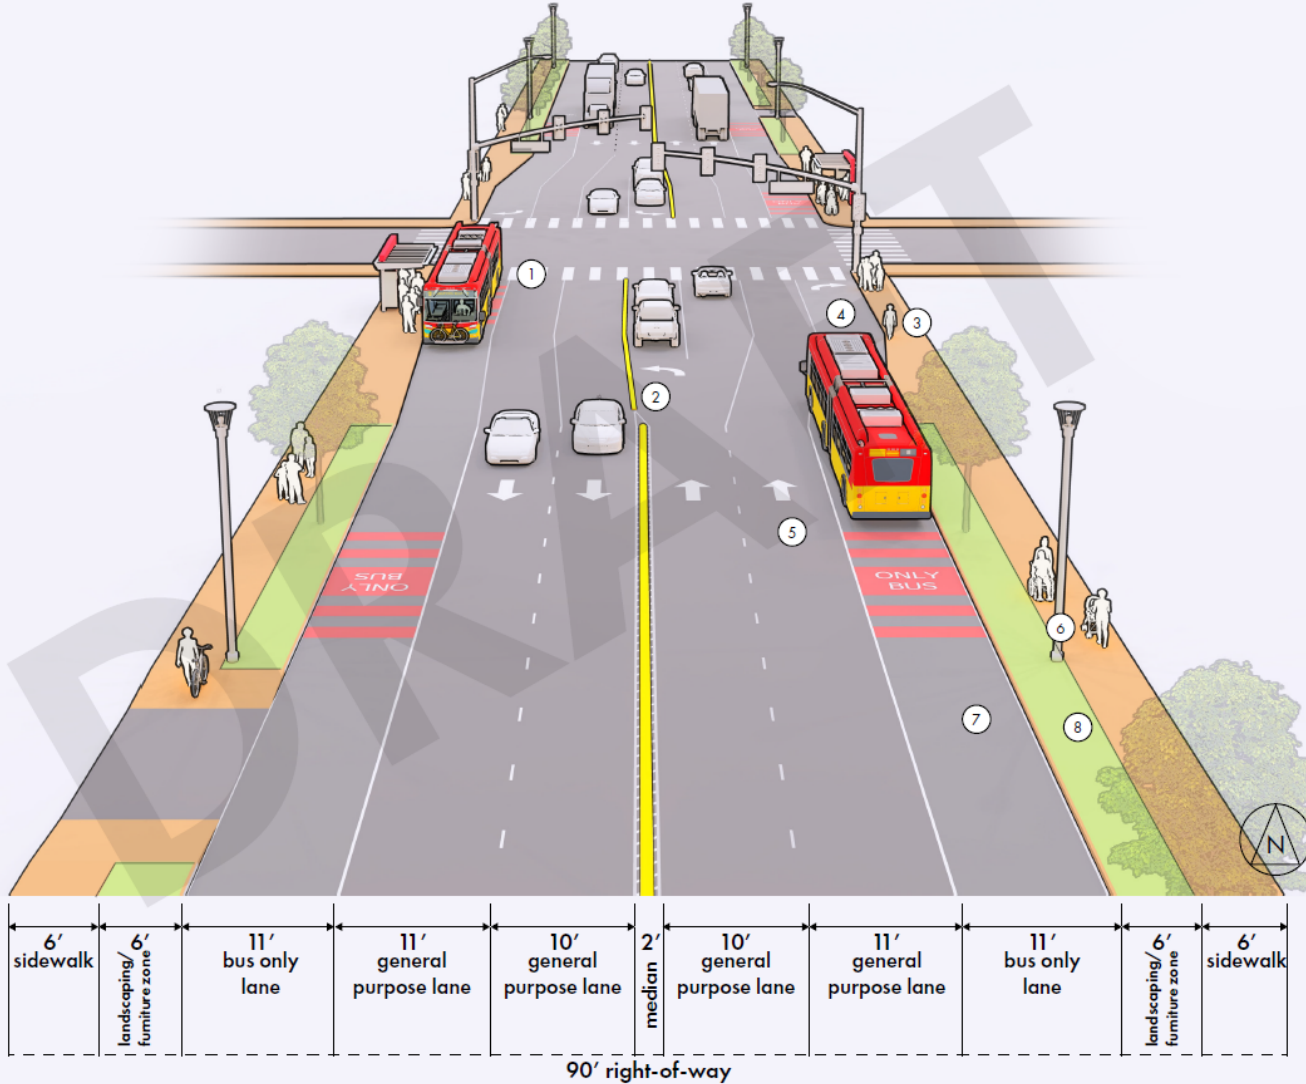 DRAFT
1
2
4
3
5
ONLY
BUS
ONLY
BUS
6
7
8
N
6′
sidewalk
6′
landscaping/
furniture zone
11′
bus only
lane
11′
general
purpose lane
10′
general
purpose lane
2′
median
10′
general
purpose lane
11′
general
purpose lane
11′
bus only
lane
6′
landscaping/
furniture zone
6′
sidewalk
90′ right-of-way